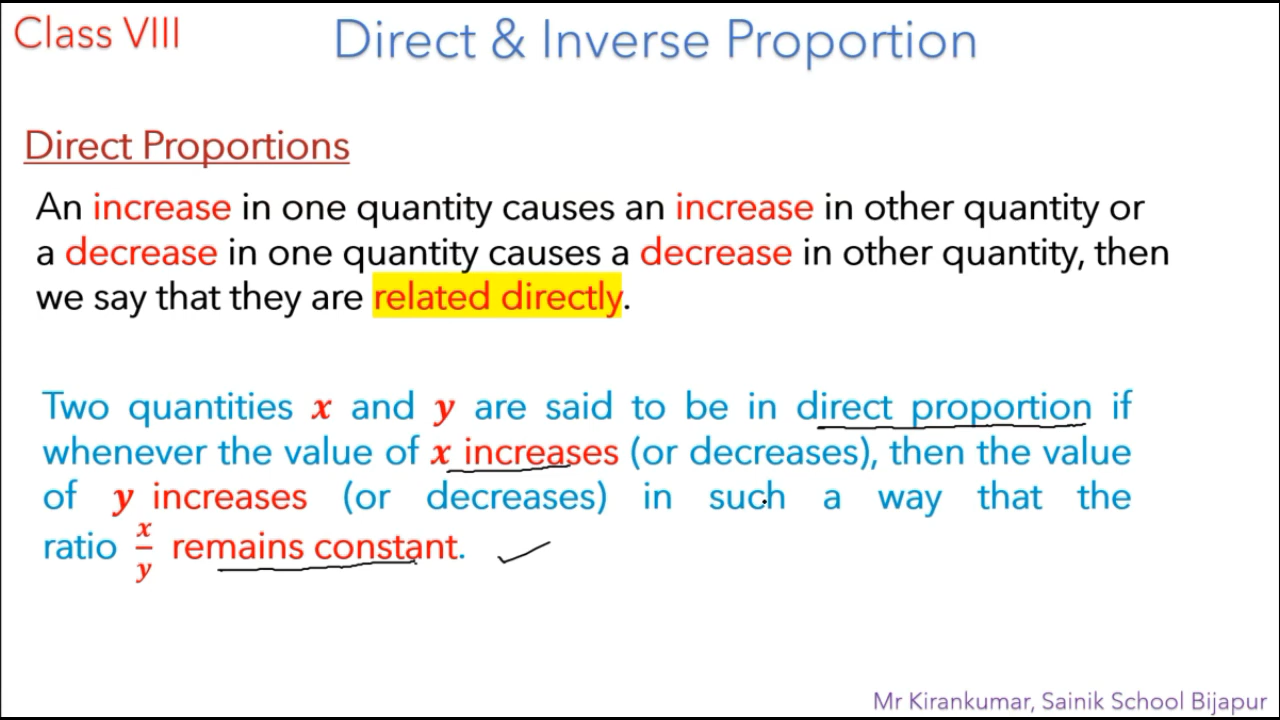 Class VIII
Direct & Inverse Proportion
Direct Proportions
An increase in one quantity causes an increase in other quantity or
a decrease in one quantity causes a decrease in other quantity, then
we say that they are related directly.
Two quantities x and y are said to be in direct proportion if
whenever the value of x increases (or decreases), then the value
of y increases (or decreases) in such a way that the
ratio x/y remains constant.
Mr Kirankumar, Sainik School Bijapur